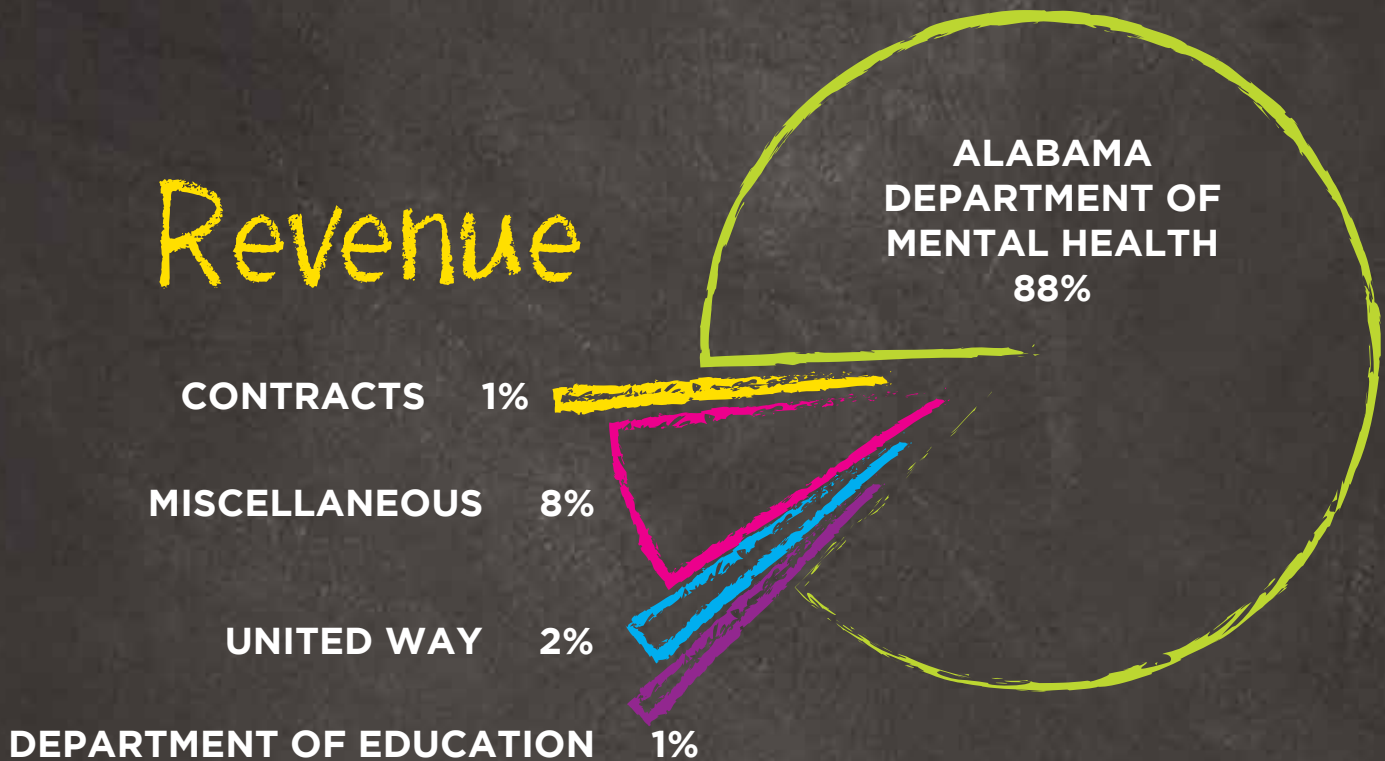 Revenue
ALABAMA
DEPARTMENT OF
MENTAL HEALTH
88%
CONTRACTS 1%
MISCELLANEOUS 8%
UNITED WAY 2%
DEPARTMENT OF EDUCATION 1%